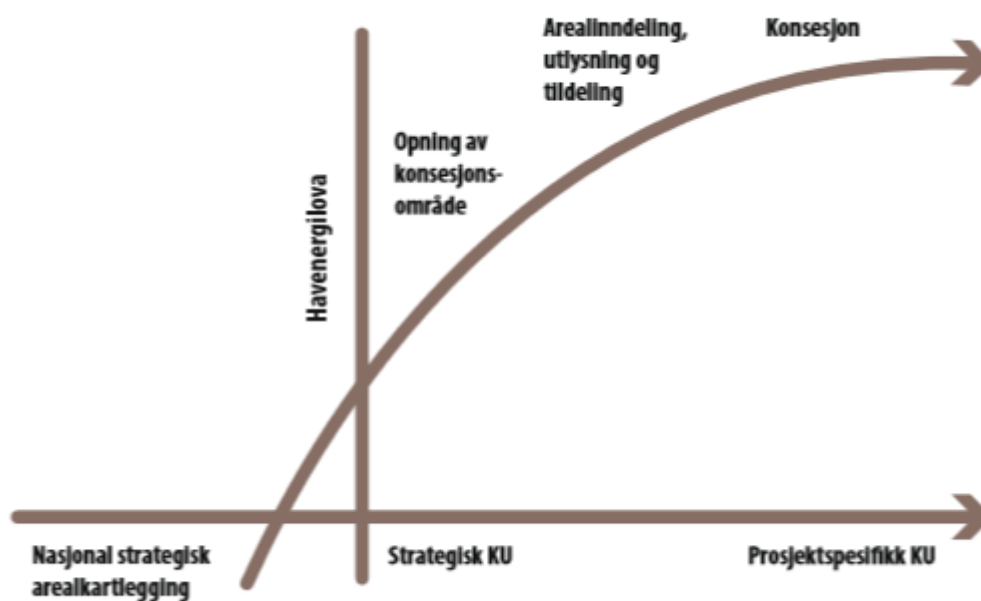 Arealinndeling,
utlysning og
tildeling
Konsesjon
Opning av
konsesjons-
område
Havenergilova
Nasjonal strategisk
arealkartlegging
Strategisk KU
Prosjektspesifikk KU